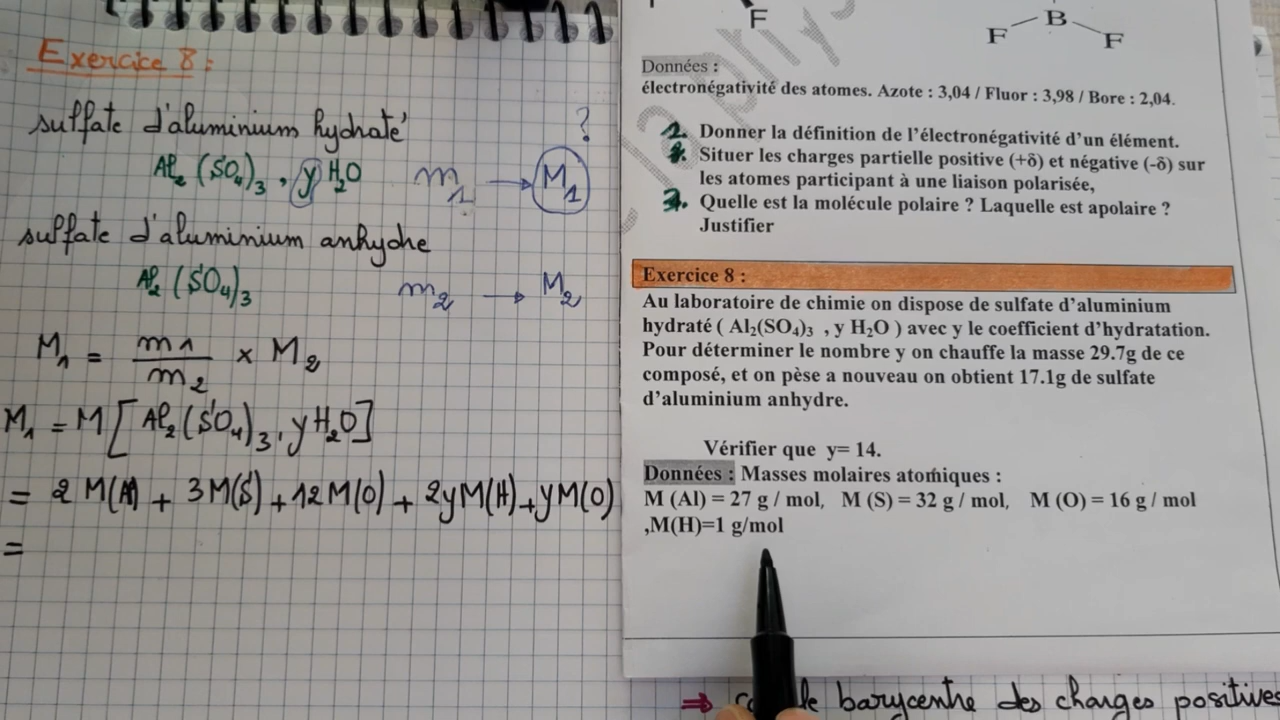 Exercice 8 :
sulfate d'aluminium hydraté
?
Al₂ (SO₄)₃ , y H₂O    m₁ → M₁
sulfate d'aluminium anhydre
Al₂ (SO₄)₃    m₂ → M₂
M₁ = m₁ / m₂ × M₂
M₁ = M [ Al₂(SO₄)₃ , y H₂O ]
= 2 M(Al) + 3M(S) + 12 M(O) + 2yM(H) + yM(O)
=
F
B
F F
Données :
électronégativité des atomes. Azote : 3,04 / Fluor : 3,98 / Bore : 2,04.
1. Donner la définition de l'électronégativité d'un élément.
2. Situer les charges partielle positive (+δ) et négative (-δ) sur
les atomes participant à une liaison polarisée,
3. Quelle est la molécule polaire ? Laquelle est apolaire ?
Justifier
Exercice 8 :
Au laboratoire de chimie on dispose de sulfate d'aluminium
hydraté ( Al₂(SO₄)₃ , y H₂O ) avec y le coefficient d'hydratation.
Pour déterminer le nombre y on chauffe la masse 29.7g de ce
composé, et on pèse a nouveau on obtient 17.1g de sulfate
d'aluminium anhydre.
Vérifier que y= 14.
Données : Masses molaires atomiques :
M (Al) = 27 g / mol, M (S) = 32 g / mol, M (O) = 16 g / mol
,M(H)=1 g/mol
⇒ le barycentre des charges positives